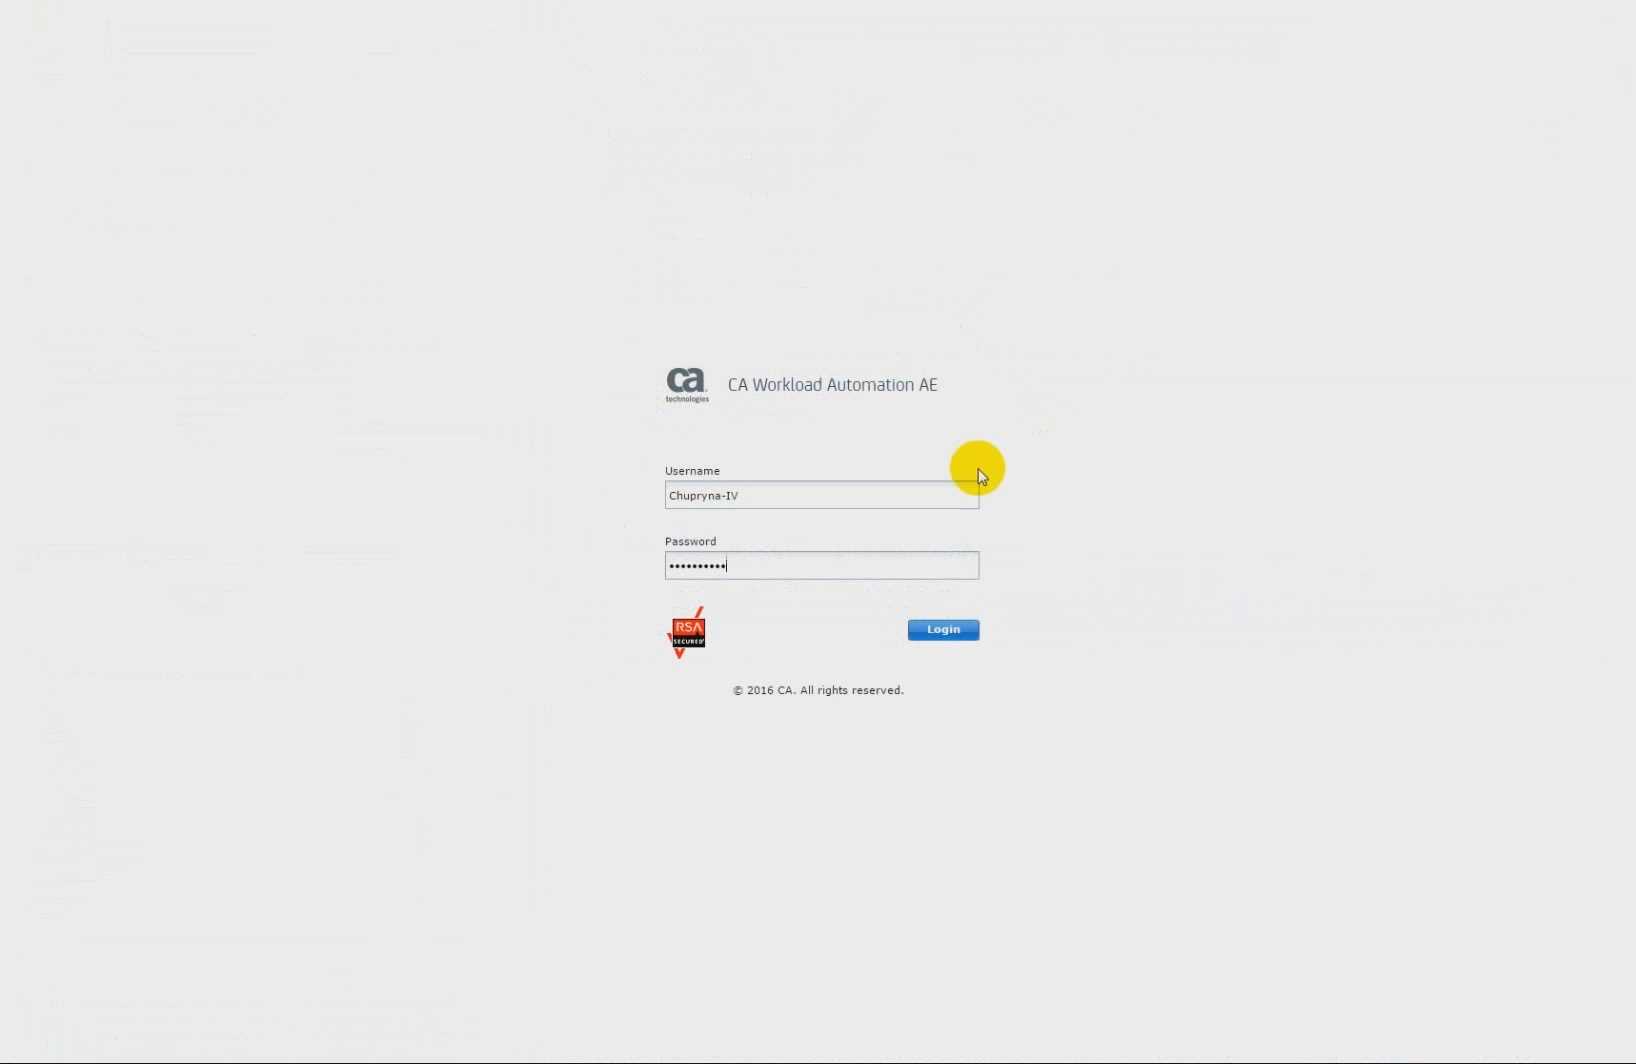 ca
technologies
CA Workload Automation AE
Username
Chupryna-IV
Password
••••••••••
RSA
SECURED
Login
© 2016 CA. All rights reserved.